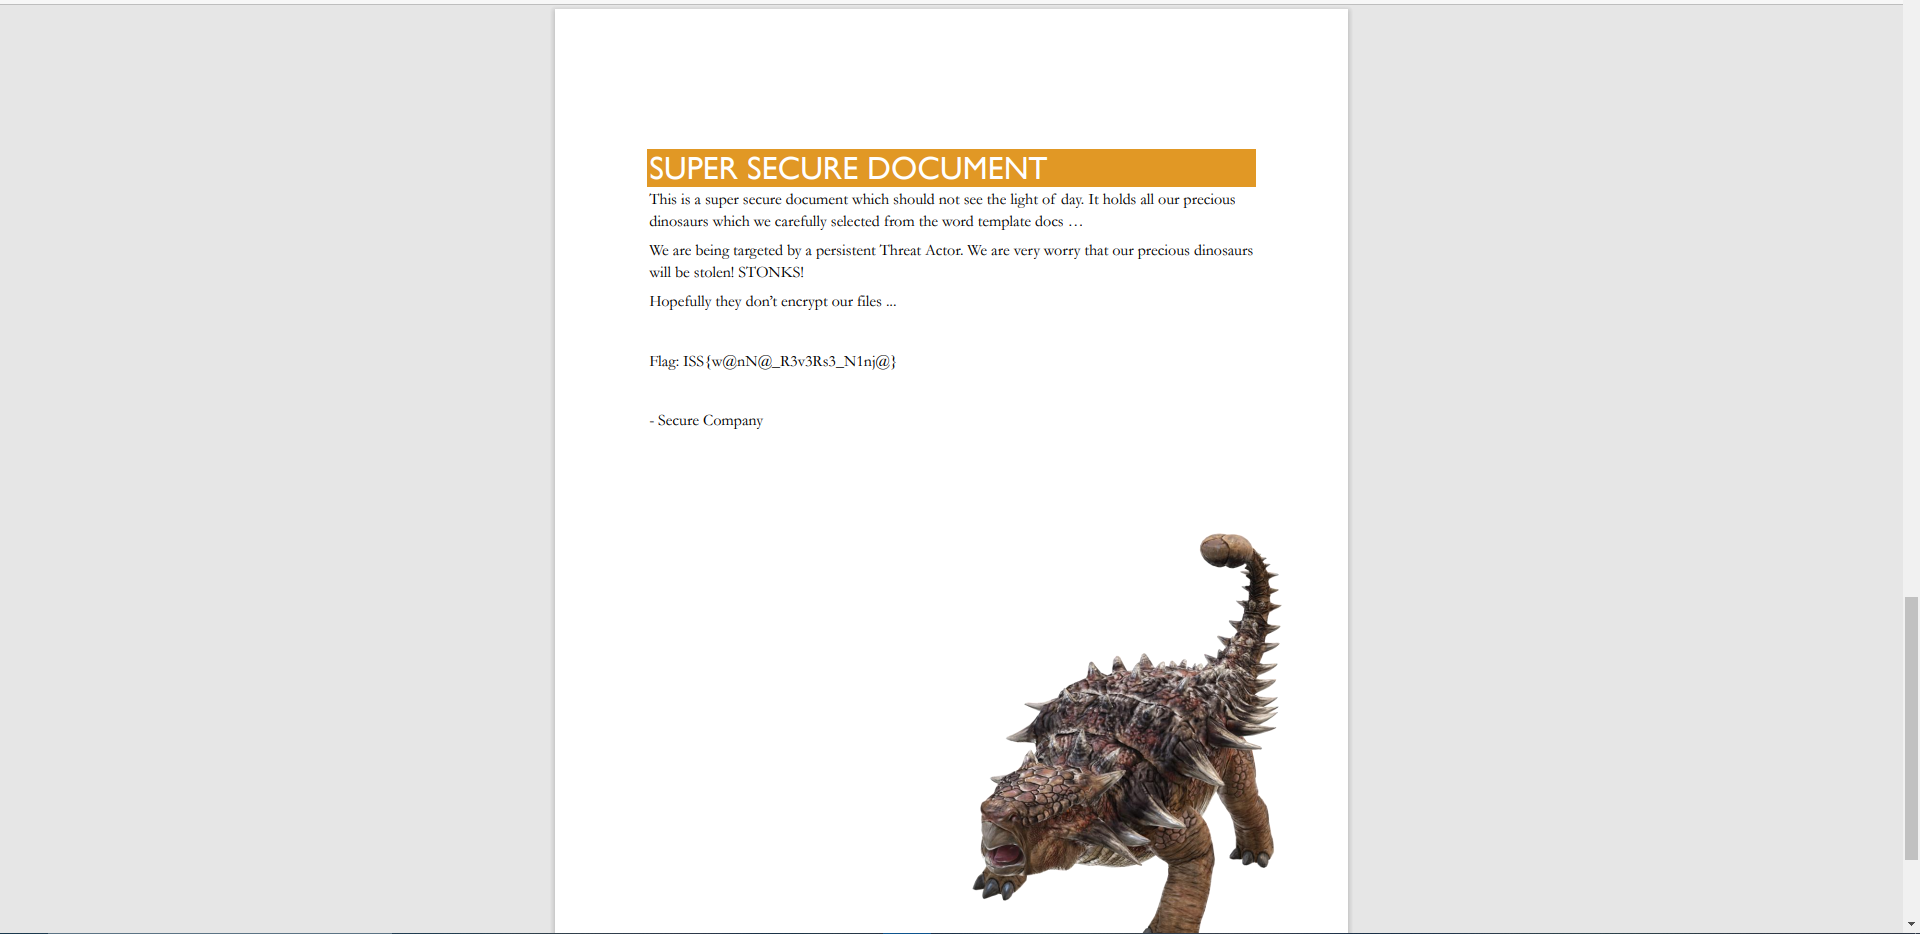 SUPER SECURE DOCUMENT
This is a super secure document which should not see the light of day. It holds all our precious
dinosaurs which we carefully selected from the word template docs …
We are being targeted by a persistent Threat Actor. We are very worry that our precious dinosaurs
will be stolen! STONKS!
Hopefully they don’t encrypt our files ...
Flag: ISS{w@nN@_R3v3Rs3_N1nj@}
- Secure Company